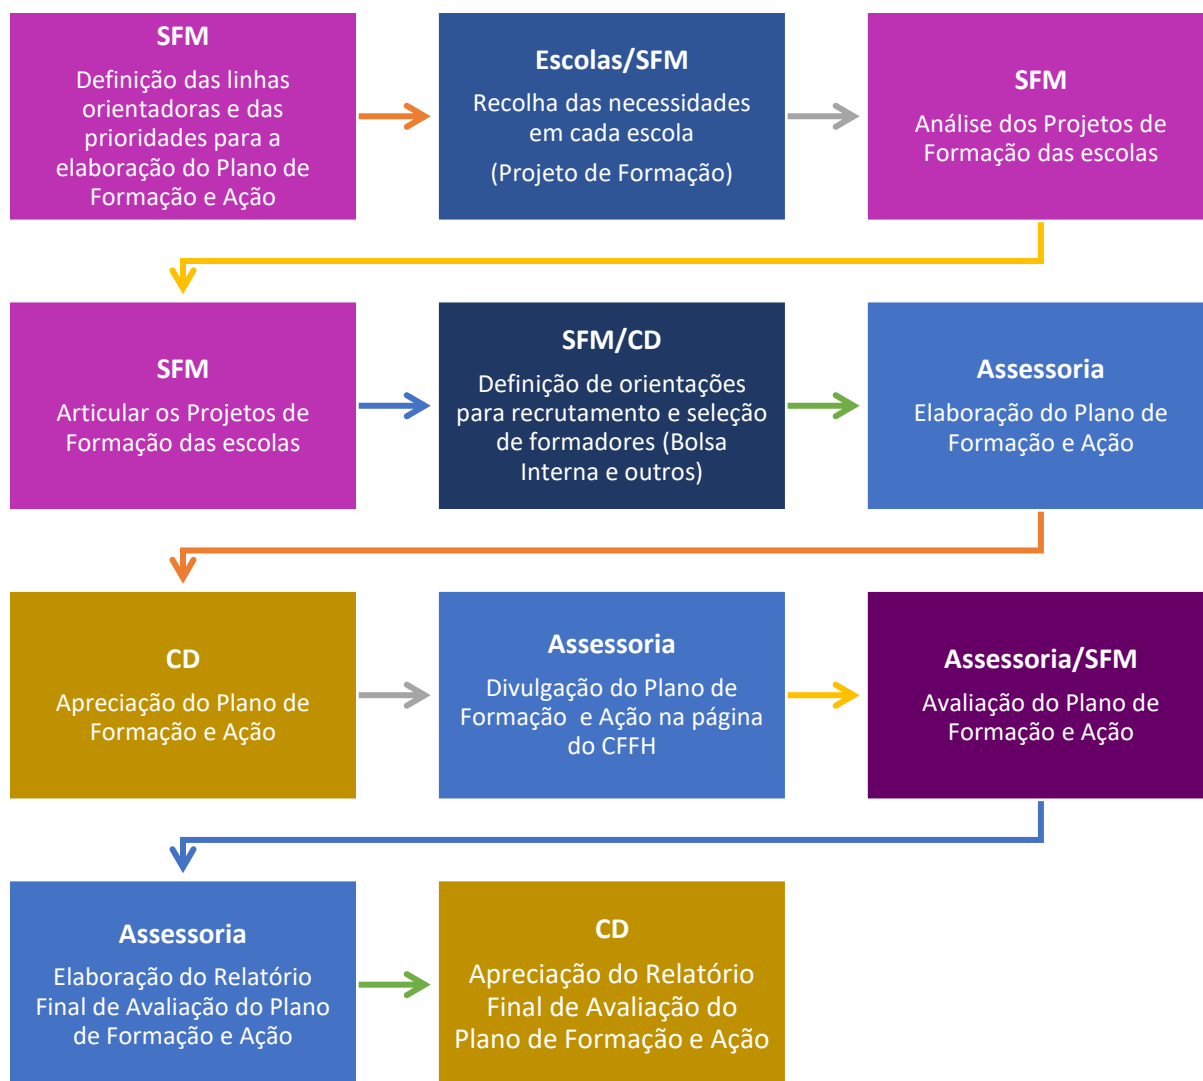 SFM
Definição das linhas
orientadoras e das
prioridades para a
elaboração do Plano de
Formação e Ação
Escolas/SFM
Recolha das necessidades
em cada escola
(Projeto de Formação)
SFM
Análise dos Projetos de
Formação das escolas
SFM
Articular os Projetos de
Formação das escolas
SFM/CD
Definição de orientações
para recrutamento e seleção
de formadores (Bolsa
Interna e outros)
Assessoria
Elaboração do Plano de
Formação e Ação
CD
Apreciação do Plano de
Formação e Ação
Assessoria
Divulgação do Plano de
Formação  e Ação na página
do CFFH
Assessoria/SFM
Avaliação do Plano de
Formação e Ação
Assessoria
Elaboração do Relatório
Final de Avaliação do Plano
de Formação e Ação
CD
Apreciação do Relatório
Final de Avaliação do
Plano de Formação e Ação